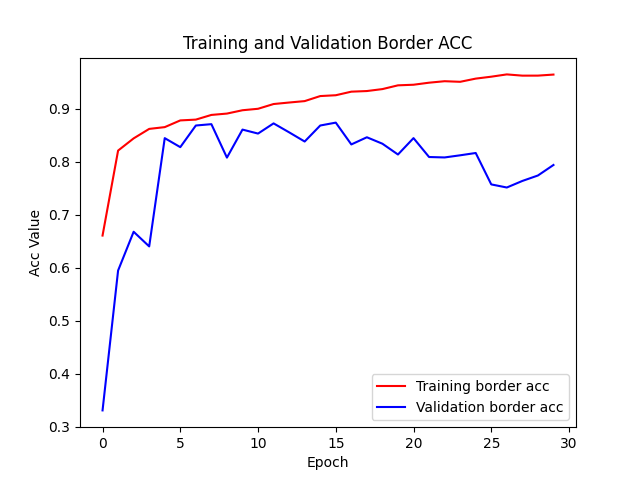 Training and Validation Border ACC
Acc Value
0.9
0.8
0.7
0.6
0.5
0.4
0.3
Training border acc
Validation border acc
0 5 10 15 20 25 30
Epoch